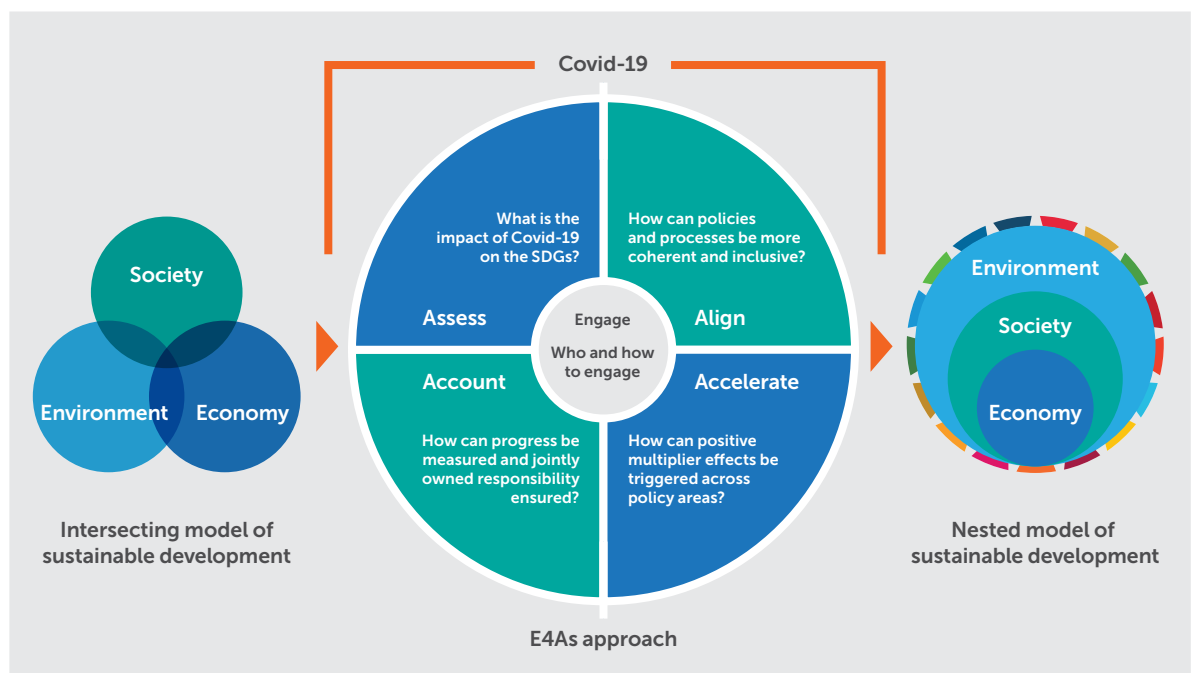 Covid-19
Society
Environment
Economy
Intersecting model of
sustainable development
What is the
impact of Covid-19
on the SDGs?
Assess
How can policies
and processes be more
coherent and inclusive?
Align
Engage
Who and how
to engage
Account
How can progress be
measured and jointly
owned responsibility
ensured?
Accelerate
How can positive
multiplier effects be
triggered across
policy areas?
E4As approach
Environment
Society
Economy
Nested model of
sustainable development